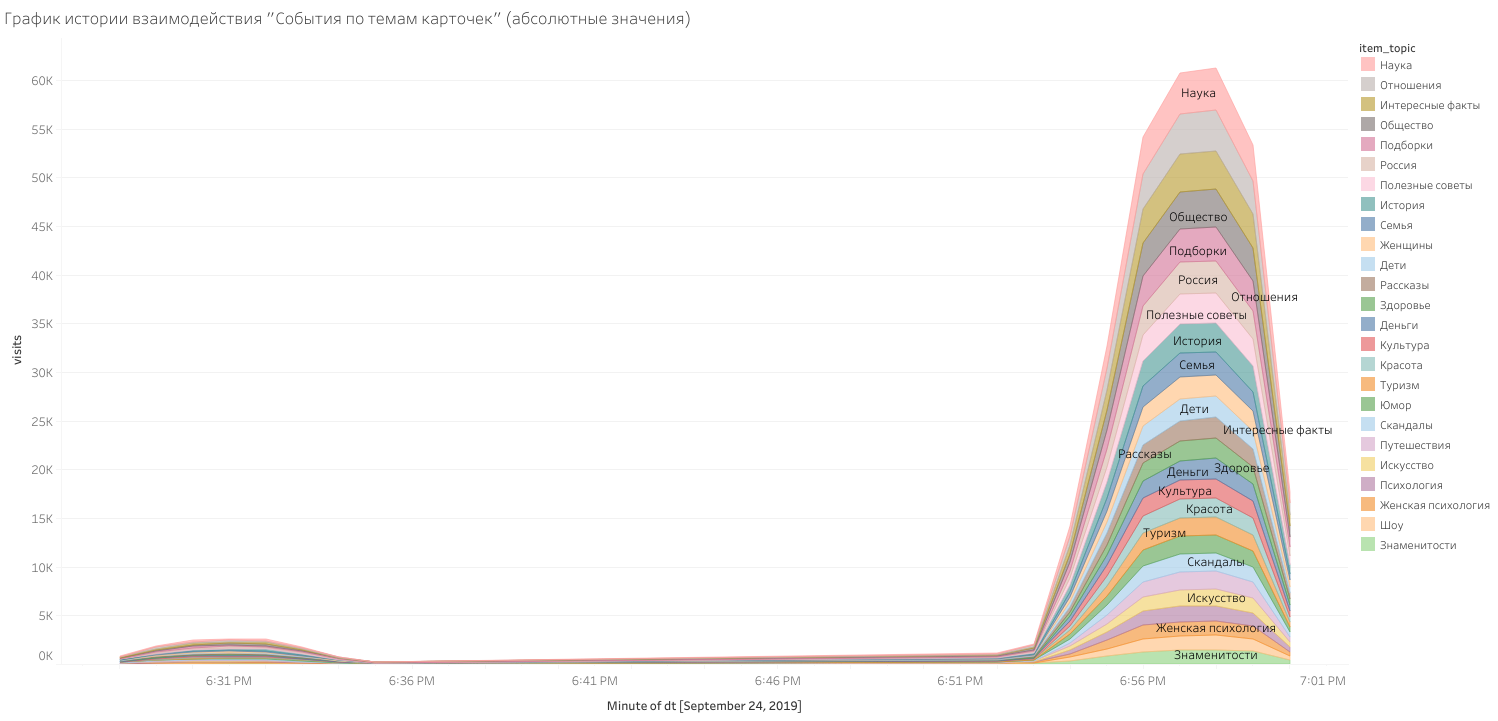 График истории взаимодействия "События по темам карточек" (абсолютные значения)
item_topic
Наука
Отношения
Интересные факты
Общество
Подборки
Россия
Полезные советы
История
Семья
Женщины
Дети
Рассказы
Здоровье
Деньги
Культура
Красота
Туризм
Юмор
Скандалы
Путешествия
Искусство
Психология
Женская психология
Шоу
Знаменитости
visits
60K
55K
50K
45K
40K
35K
30K
25K
20K
15K
10K
5K
0K
Наука
Общество
Подборки
Россия
Отношения
Полезные советы
История
Семья
Дети
Интересные факты
Рассказы
Деньги Здоровье
Культура
Красота
Туризм
Скандалы
Искусство
Женская психология
Знаменитости
6:31 PM 6:36 PM 6:41 PM 6:46 PM 6:51 PM 6:56 PM 7:01 PM
Minute of dt [September 24, 2019]